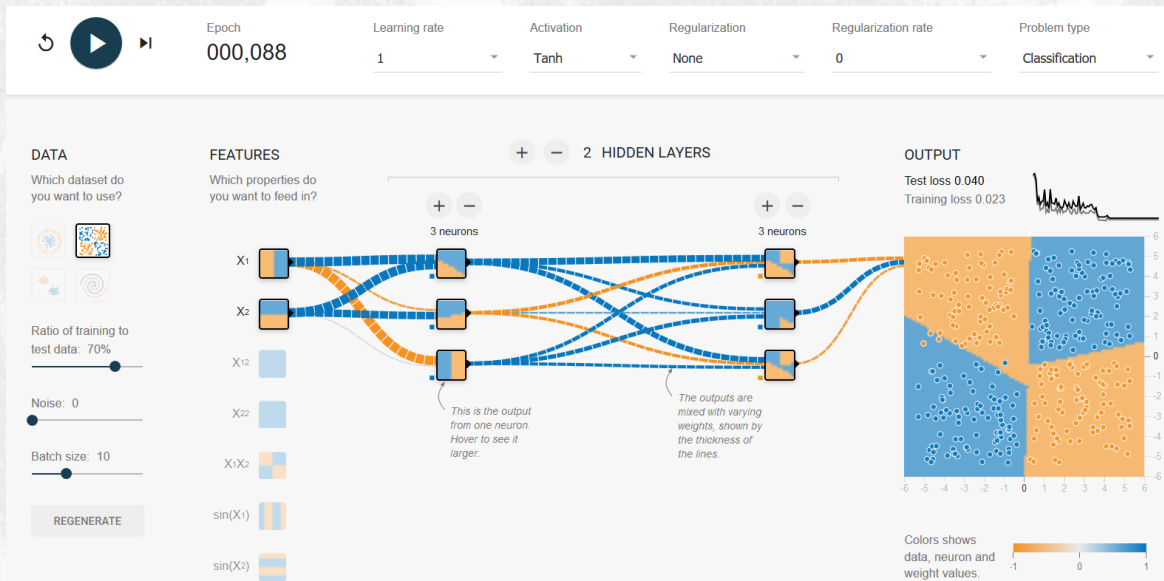 Epoch
000,088
Learning rate
1
Activation
Tanh
Regularization
None
Regularization rate
0
Problem type
Classification
DATA
Which dataset do
you want to use?
Ratio of training to
test data: 70%
Noise: 0
Batch size: 10
REGENERATE
FEATURES
Which properties do
you want to feed in?
X1
X2
X12
X22
X1X2
sin(X1)
sin(X2)
+ − 2 HIDDEN LAYERS
+ −
3 neurons
+ −
3 neurons
This is the output
from one neuron.
Hover to see it
larger.
The outputs are
mixed with varying
weights, shown by
the thickness of
the lines.
OUTPUT
Test loss 0.040
Training loss 0.023
6
5
4
3
2
1
0
-1
-2
-3
-4
-5
-6
-6 -5 -4 -3 -2 -1 0 1 2 3 4 5 6
Colors shows
data, neuron and
weight values.
-1 0 1